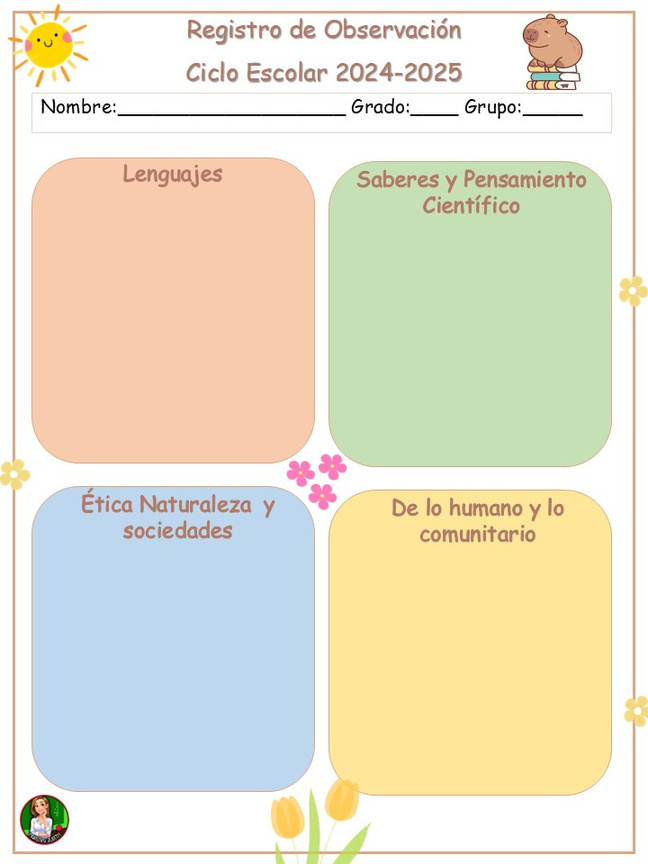 Registro de Observación
Ciclo Escolar 2024-2025
Nombre:___________________ Grado:____ Grupo:_____
Lenguajes
Saberes y Pensamiento
Científico
Ética Naturaleza y
sociedades
De lo humano y lo
comunitario